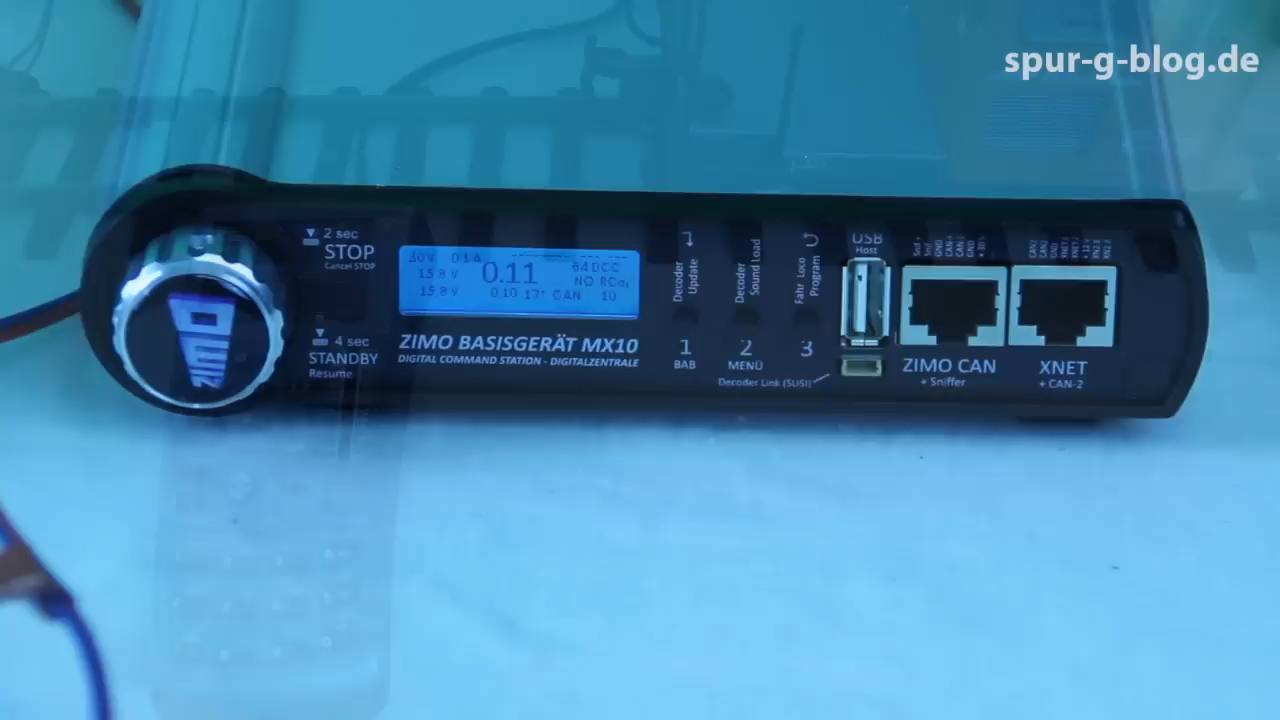 spur-g-blog.de
ZIMO
2 sec
STOP
Cancel STOP
4 sec
STANDBY
Resume
30V 0.1A
15.8 V
15.8 V
0.11
0.10 17° CAN 10
64 DCC
ZIMO BASISGERÄT MX10
DIGITAL COMMAND STATION - DIGITALZENTRALE
Decoder
Update
1
BAB
Decoder
Sound Load
2
MENÜ
Fahr Loco
Program
3
Decoder Link (SUSI)
USB
Host
ZIMO CAN
+ Sniffer
XNET
+ CAN-2